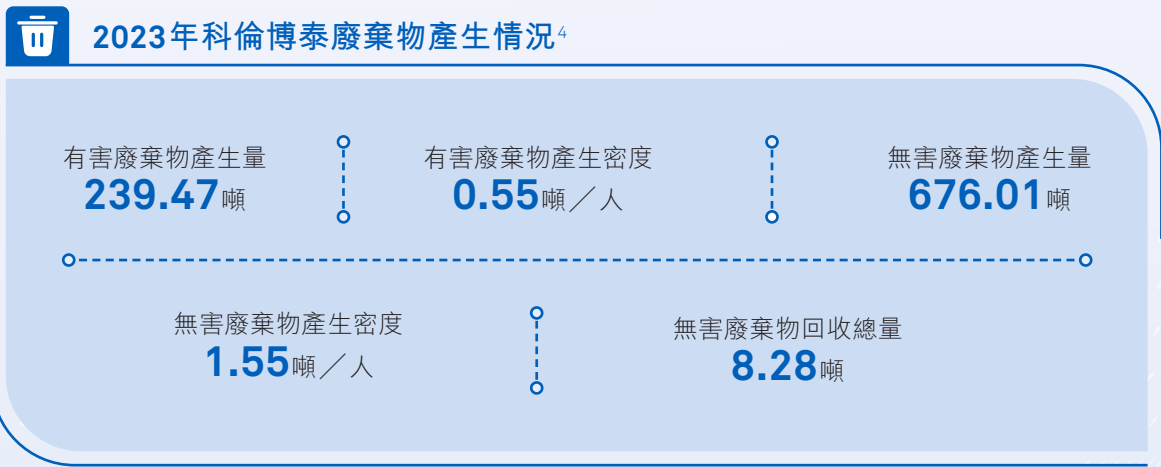 2023年科倫博泰廢棄物產生情況4
有害廢棄物產生量
239.47噸
有害廢棄物產生密度
0.55噸／人
無害廢棄物產生量
676.01噸
無害廢棄物產生密度
1.55噸／人
無害廢棄物回收總量
8.28噸